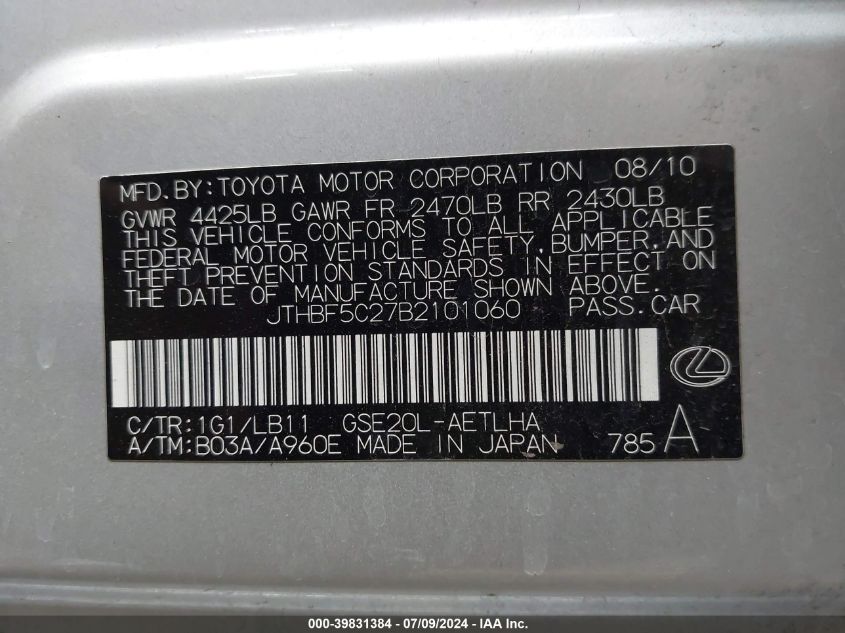 MFD. BY: TOYOTA MOTOR CORPORATION 08/10
GVWR 4425LB GAWR FR 2470LB RR 2430LB
THIS VEHICLE CONFORMS TO ALL APPLICABLE
FEDERAL MOTOR VEHICLE SAFETY, BUMPER, AND
THEFT PREVENTION STANDARDS IN EFFECT ON
THE DATE OF MANUFACTURE SHOWN ABOVE.
JTHBF5C27B2101060 PASS. CAR
C/TR: 1G1/LB11 GSE20L-AETLHA
A/TM: B03A/A960E MADE IN JAPAN 785 A
000-39831384 - 07/09/2024 - IAA Inc.